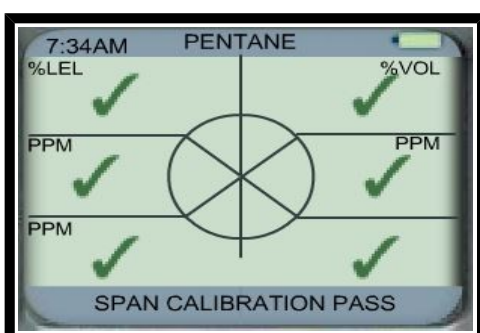 7:34AM PENTANE
%LEL %VOL
PPM PPM
PPM
SPAN CALIBRATION PASS